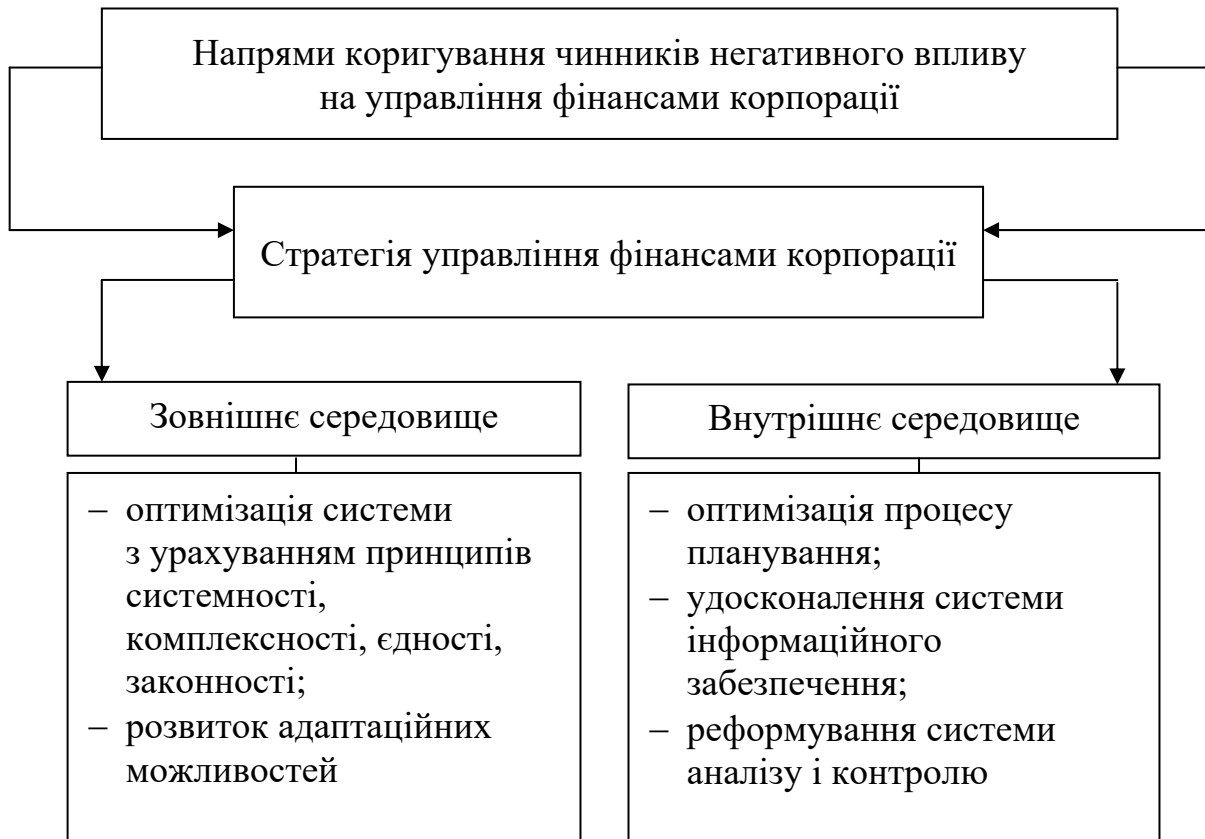 Напрями коригування чинників негативного впливу
на управління фінансами корпорації
Стратегія управління фінансами корпорації
Зовнішнє середовище
– оптимізація системи
з урахуванням принципів
системності,
комплексності, єдності,
законності;
– розвиток адаптаційних
можливостей
Внутрішнє середовище
– оптимізація процесу
планування;
– удосконалення системи
інформаційного
забезпечення;
– реформування системи
аналізу і контролю